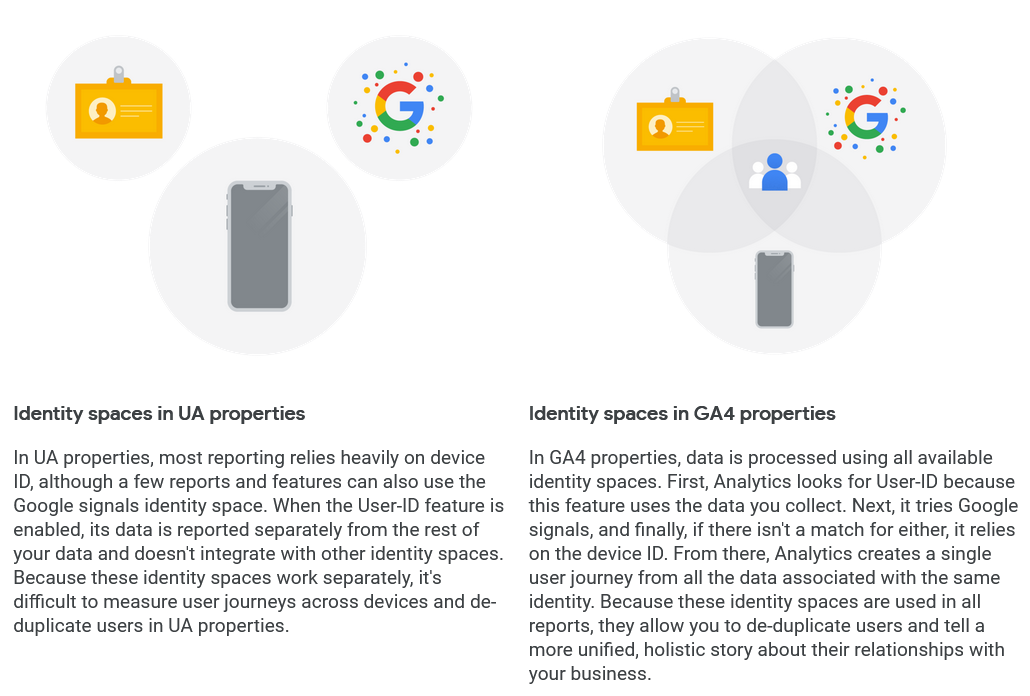 Identity spaces in UA properties
In UA properties, most reporting relies heavily on device
ID, although a few reports and features can also use the
Google signals identity space. When the User-ID feature is
enabled, its data is reported separately from the rest of
your data and doesn't integrate with other identity spaces.
Because these identity spaces work separately, it's
difficult to measure user journeys across devices and de-
duplicate users in UA properties.
Identity spaces in GA4 properties
In GA4 properties, data is processed using all available
identity spaces. First, Analytics looks for User-ID because
this feature uses the data you collect. Next, it tries Google
signals, and finally, if there isn't a match for either, it relies
on the device ID. From there, Analytics creates a single
user journey from all the data associated with the same
identity. Because these identity spaces are used in all
reports, they allow you to de-duplicate users and tell a
more unified, holistic story about their relationships with
your business.